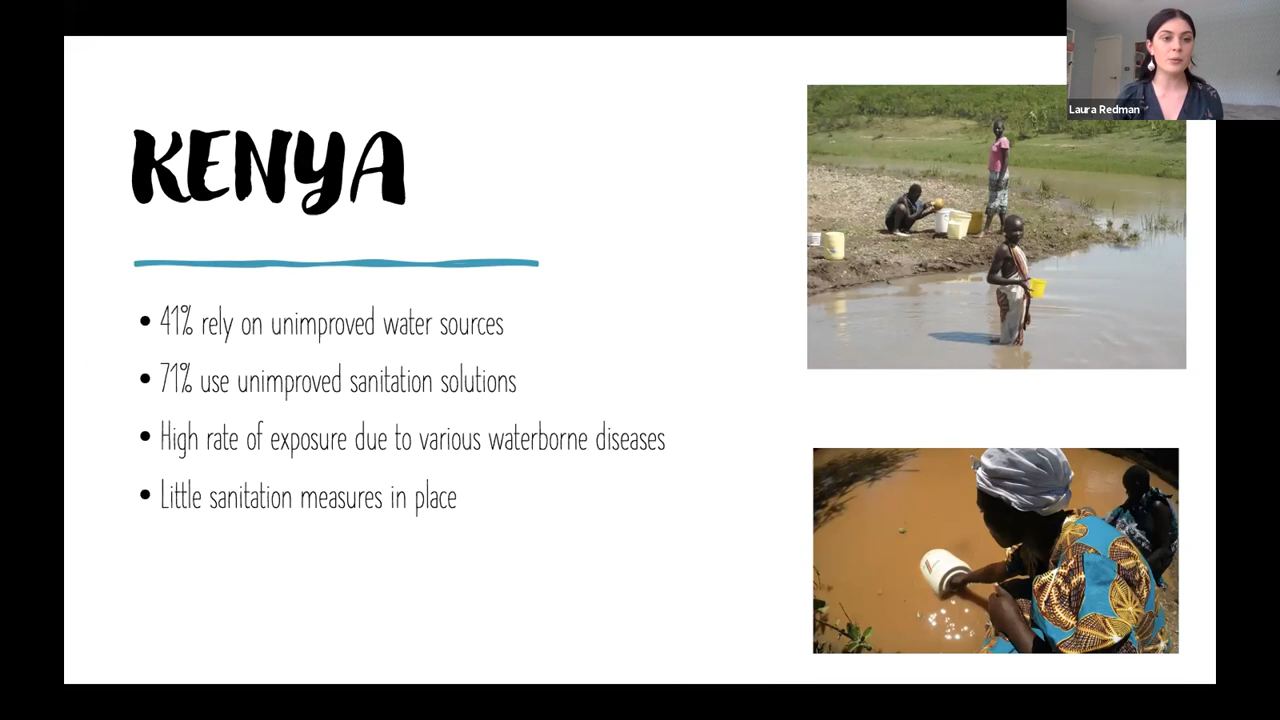 Laura Redman
KENYA
• 41% rely on unimproved water sources
• 71% use unimproved sanitation solutions
• High rate of exposure due to various waterborne diseases
• Little sanitation measures in place